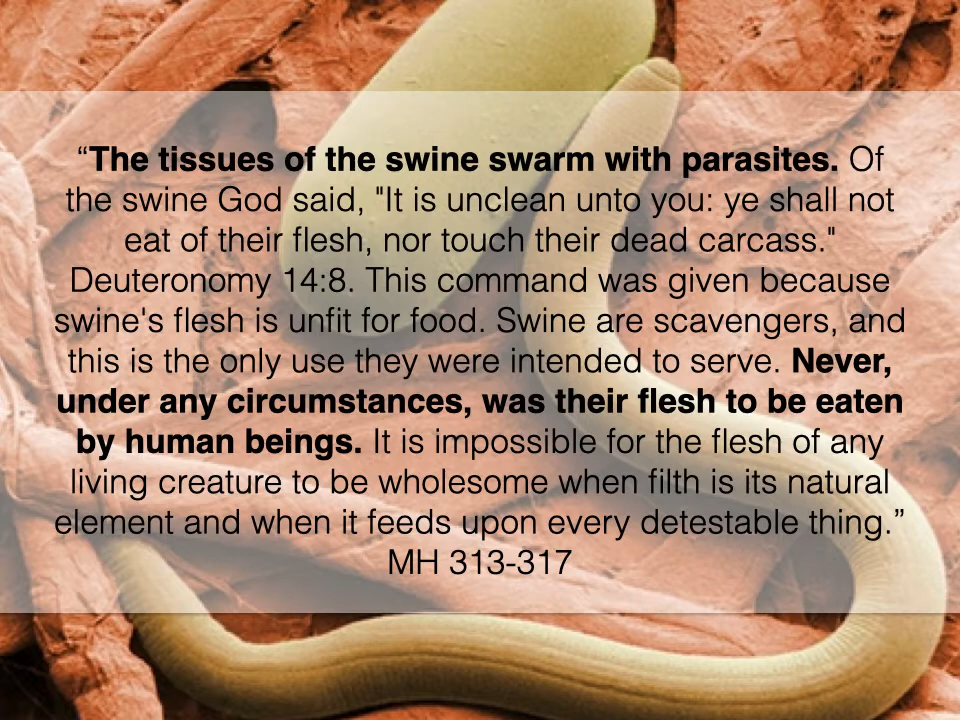 “The tissues of the swine swarm with parasites. Of
the swine God said, "It is unclean unto you: ye shall not
eat of their flesh, nor touch their dead carcass."
Deuteronomy 14:8. This command was given because
swine's flesh is unfit for food. Swine are scavengers, and
this is the only use they were intended to serve. Never,
under any circumstances, was their flesh to be eaten
by human beings. It is impossible for the flesh of any
living creature to be wholesome when filth is its natural
element and when it feeds upon every detestable thing.”
MH 313-317